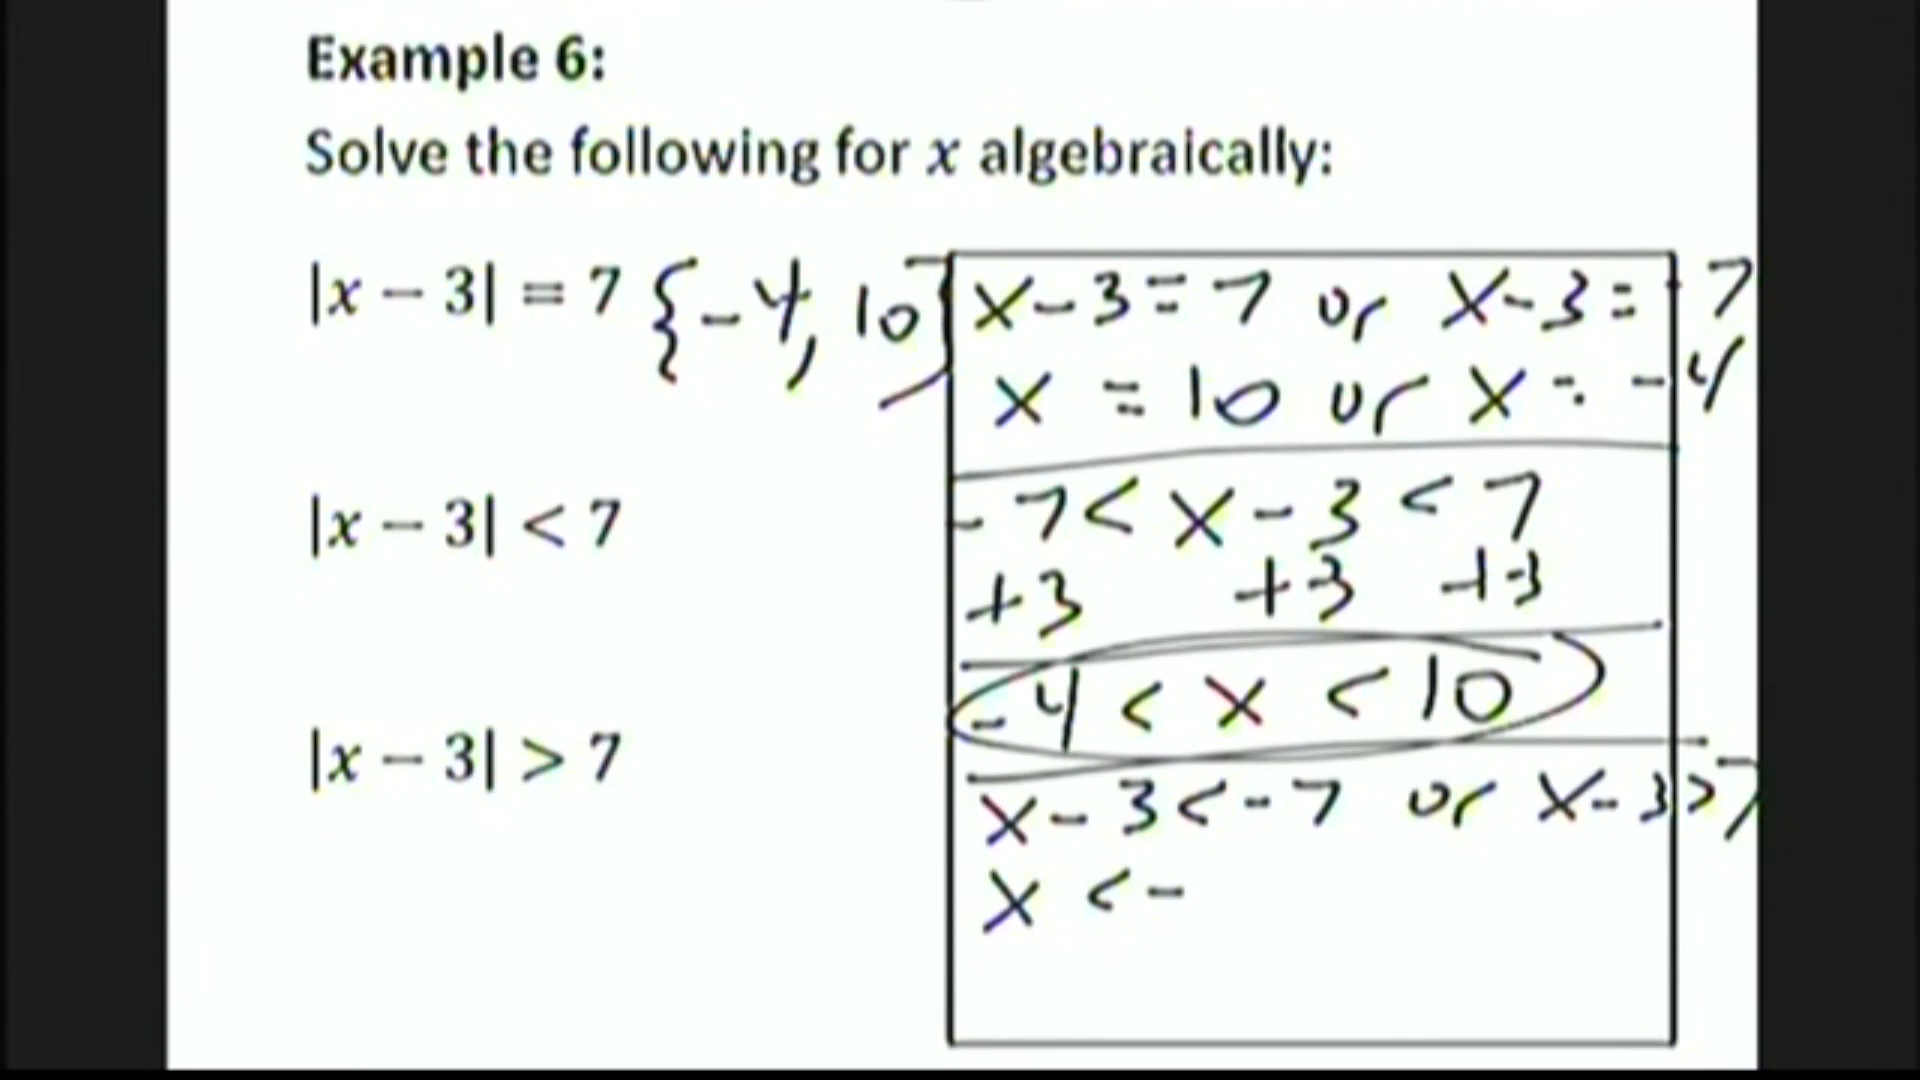 Example 6:
Solve the following for x algebraically:
|x − 3| = 7 {-4, 10}
x-3=7 or x-3=-7
x = 10 or x = -4
|x − 3| < 7
-7 < x-3 < 7
+3 +3 +3
-4 < x < 10
|x − 3| > 7
x-3<-7 or x-3>7
x < -